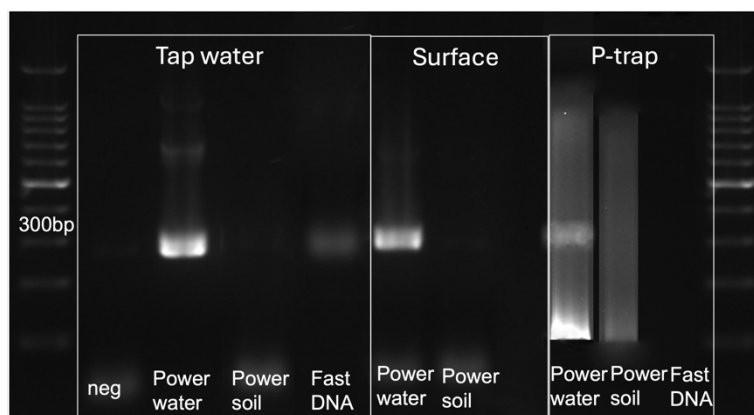 Tap water
Surface
P-trap
300bp
neg
Power
water
Power
soil
Fast
DNA
Power
water
Power
soil
Power
water
Power
soil
Fast
DNA